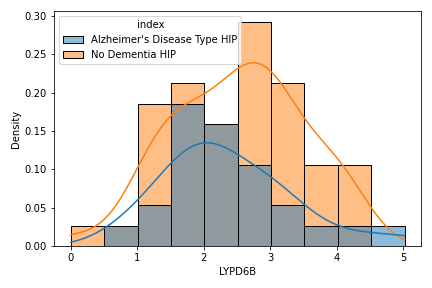 index
Alzheimer's Disease Type HIP
No Dementia HIP
0.30
0.25
0.20
0.15
0.10
0.05
0.00
Density
0 1 2 3 4 5
LYPD6B